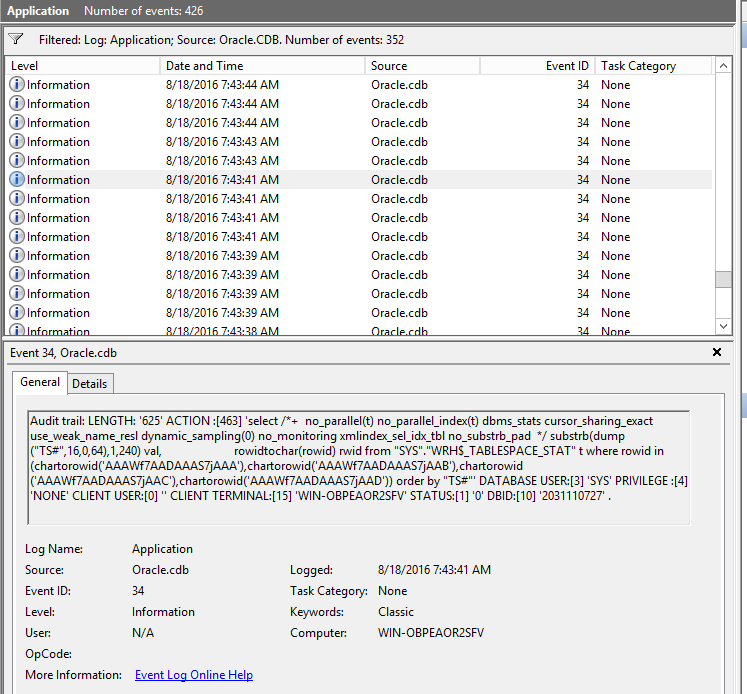 Application Number of events: 426
Filtered: Log: Application; Source: Oracle.CDB. Number of events: 352
Level Date and Time Source Event ID Task Category
Information 8/18/2016 7:43:44 AM Oracle.cdb 34 None
Information 8/18/2016 7:43:44 AM Oracle.cdb 34 None
Information 8/18/2016 7:43:44 AM Oracle.cdb 34 None
Information 8/18/2016 7:43:43 AM Oracle.cdb 34 None
Information 8/18/2016 7:43:43 AM Oracle.cdb 34 None
Information 8/18/2016 7:43:41 AM Oracle.cdb 34 None
Information 8/18/2016 7:43:41 AM Oracle.cdb 34 None
Information 8/18/2016 7:43:41 AM Oracle.cdb 34 None
Information 8/18/2016 7:43:41 AM Oracle.cdb 34 None
Information 8/18/2016 7:43:39 AM Oracle.cdb 34 None
Information 8/18/2016 7:43:39 AM Oracle.cdb 34 None
Information 8/18/2016 7:43:39 AM Oracle.cdb 34 None
Information 8/18/2016 7:43:39 AM Oracle.cdb 34 None
Information 8/18/2016 7:43:38 AM Oracle.cdb 34 None
Event 34, Oracle.cdb
General Details
Audit trail: LENGTH: '625' ACTION :[463] 'select /*+ no_parallel(t) no_parallel_index(t) dbms_stats cursor_sharing_exact
use_weak_name_resl dynamic_sampling(0) no_monitoring xmlindex_sel_idx_tbl no_substrb_pad */ substrb(dump
("TS#",16,0,64),1,240) val, rowidtochar(rowid) rwid from "SYS"."WRH$_TABLESPACE_STAT" t where rowid in
(chartorowid('AAAWf7AADAAAS7jAAA'),chartorowid('AAAWf7AADAAAS7jAAB'),chartorowid
('AAAWf7AADAAAS7jAAC'),chartorowid('AAAWf7AADAAAS7jAAD')) order by "TS#"' DATABASE USER:[3] 'SYS' PRIVILEGE :[4]
'NONE' CLIENT USER:[0] '' CLIENT TERMINAL:[15] 'WIN-OBPEAOR2SFV' STATUS:[1] '0' DBID:[10] '2031110727' .
Log Name: Application
Source: Oracle.cdb Logged: 8/18/2016 7:43:41 AM
Event ID: 34 Task Category: None
Level: Information Keywords: Classic
User: N/A Computer: WIN-OBPEAOR2SFV
OpCode:
More Information: Event Log Online Help